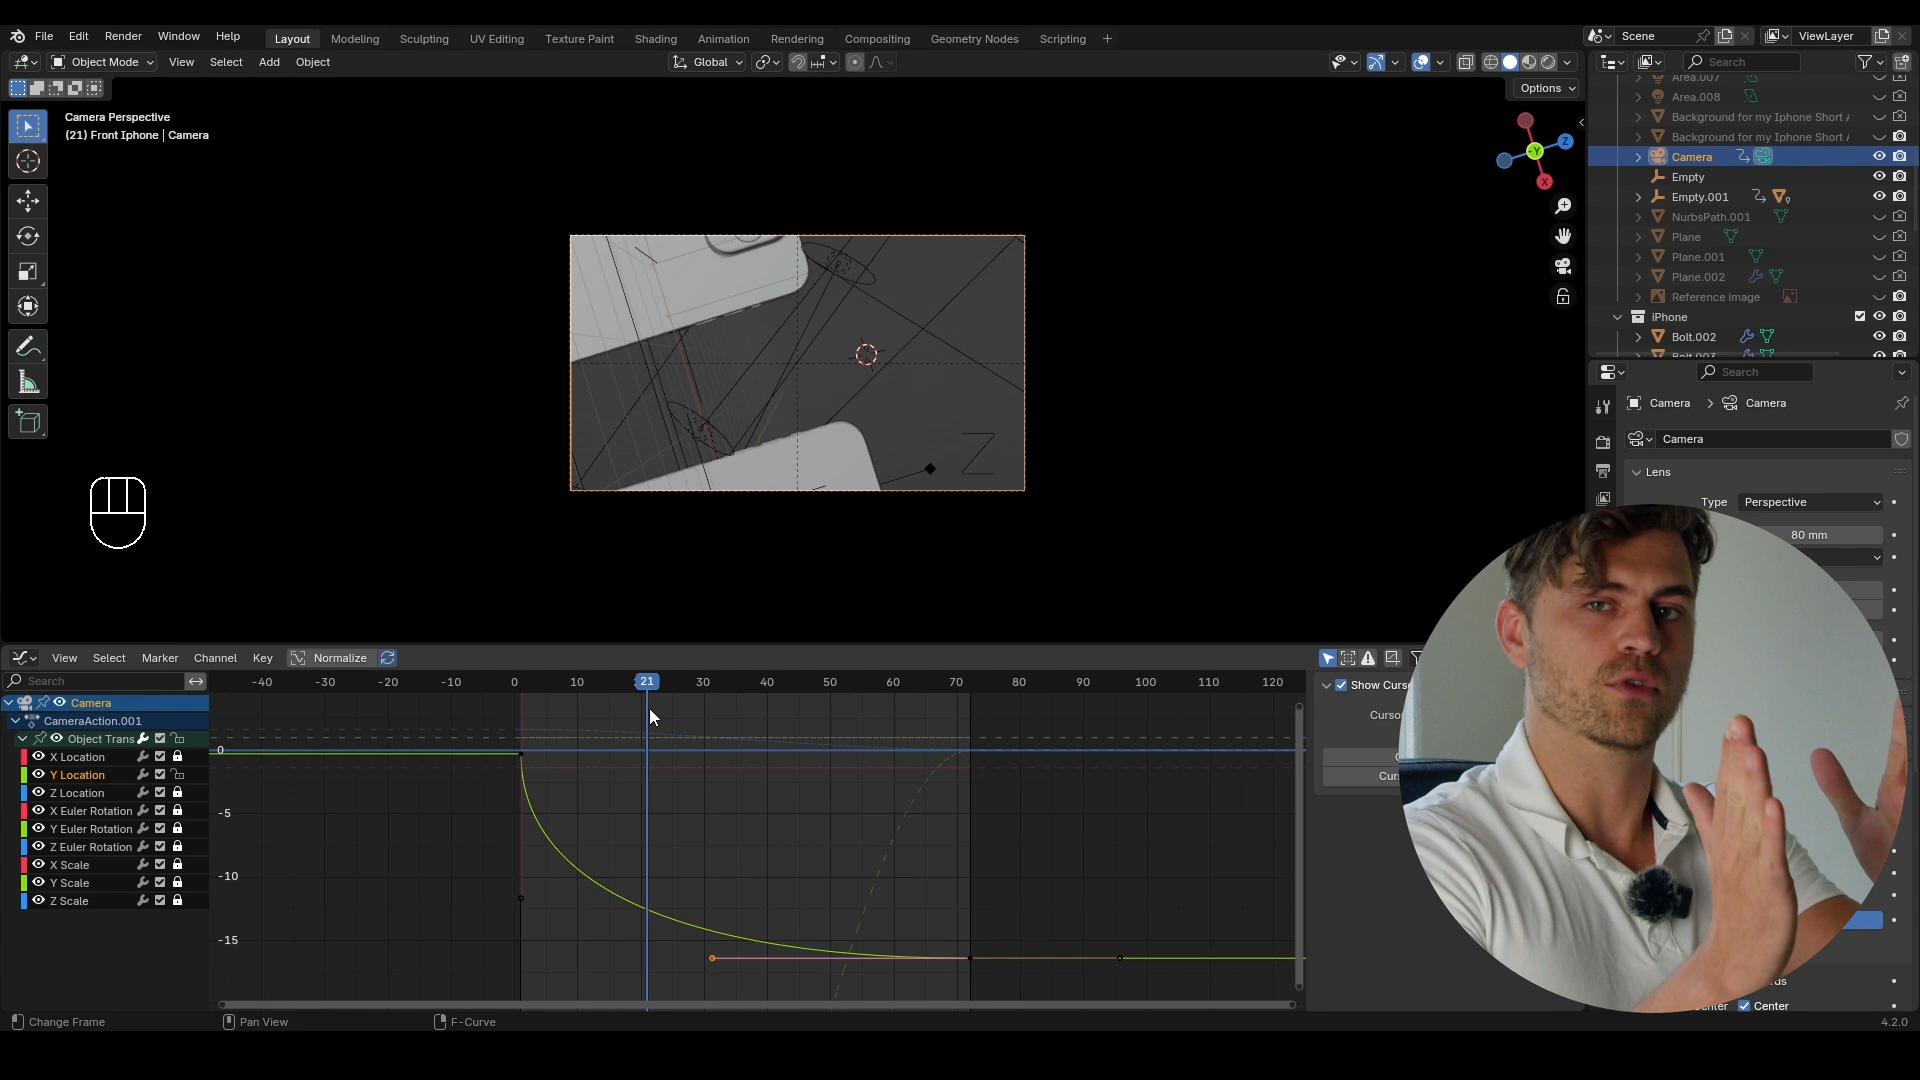 File Edit Render Window Help Layout Modeling Sculpting UV Editing Texture Paint Shading Animation Rendering Compositing Geometry Nodes Scripting + Scene ViewLayer
Object Mode View Select Add Object Global Search
Options
Camera Perspective
(21) Front Iphone | Camera
Z
-Y
X
Z
Area.007
Area.008
Background for my Iphone Short
Background for my Iphone Short
Camera
Empty
Empty.001
9
NurbsPath.001
Plane
Plane.001
Plane.002
Reference image
iPhone
Bolt.002
Bolt.003
Search
Camera > Camera
Camera
Lens
Type Perspective
80 mm
View Select Marker Channel Key Normalize
Search
-40 -30 -20 -10 0 10 21 30 40 50 60 70 80 90 100 110 120
Camera
CameraAction.001
Object Trans
X Location
Y Location
Z Location
X Euler Rotation
Y Euler Rotation
Z Euler Rotation
X Scale
Y Scale
Z Scale
0
-5
-10
-15
Show Curso
Curso
Curs
Center
Change Frame Pan View F-Curve 4.2.0